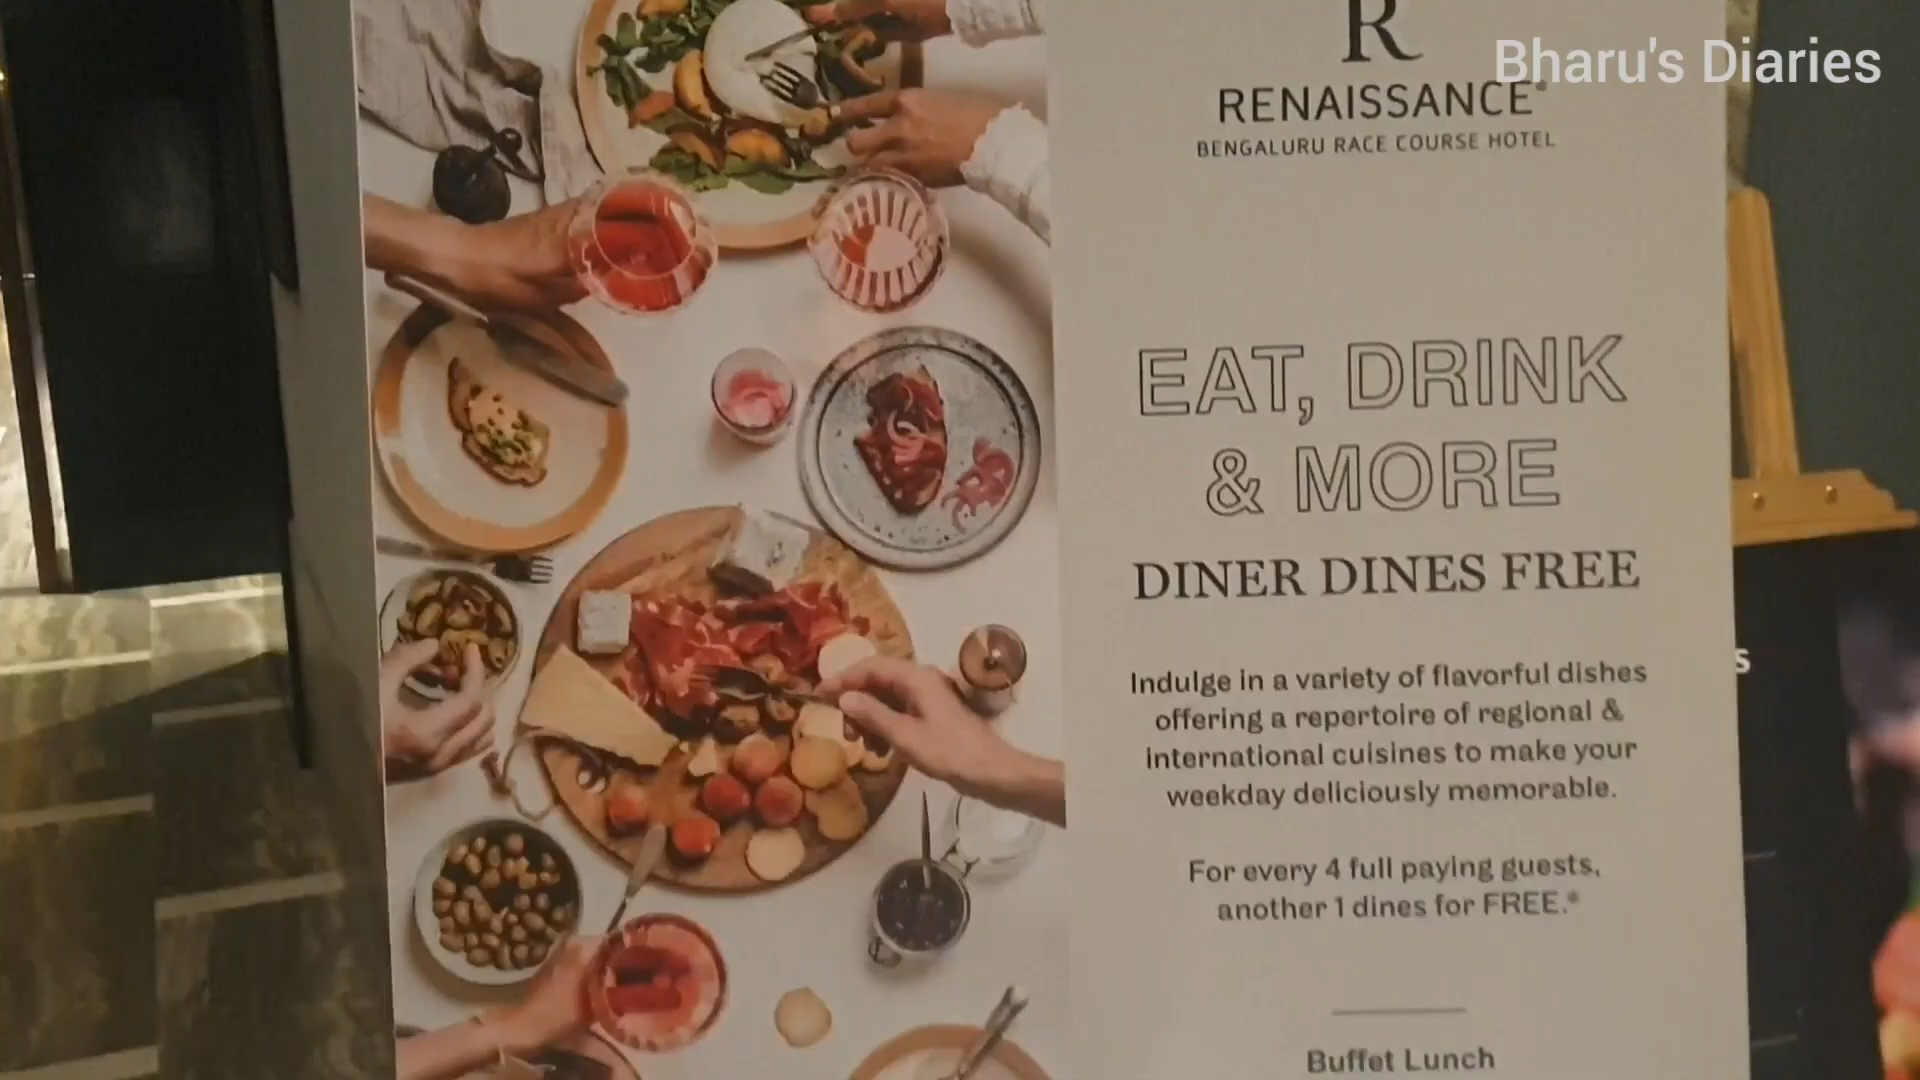 R
Bharu's Diaries
RENAISSANCE
BENGALURU RACE COURSE HOTEL
EAT, DRINK
& MORE
DINER DINES FREE
Indulge in a variety of flavorful dishes
offering a repertoire of regional &
international cuisines to make your
weekday deliciously memorable.
For every 4 full paying guests,
another 1 dines for FREE.*
Buffet Lunch
s